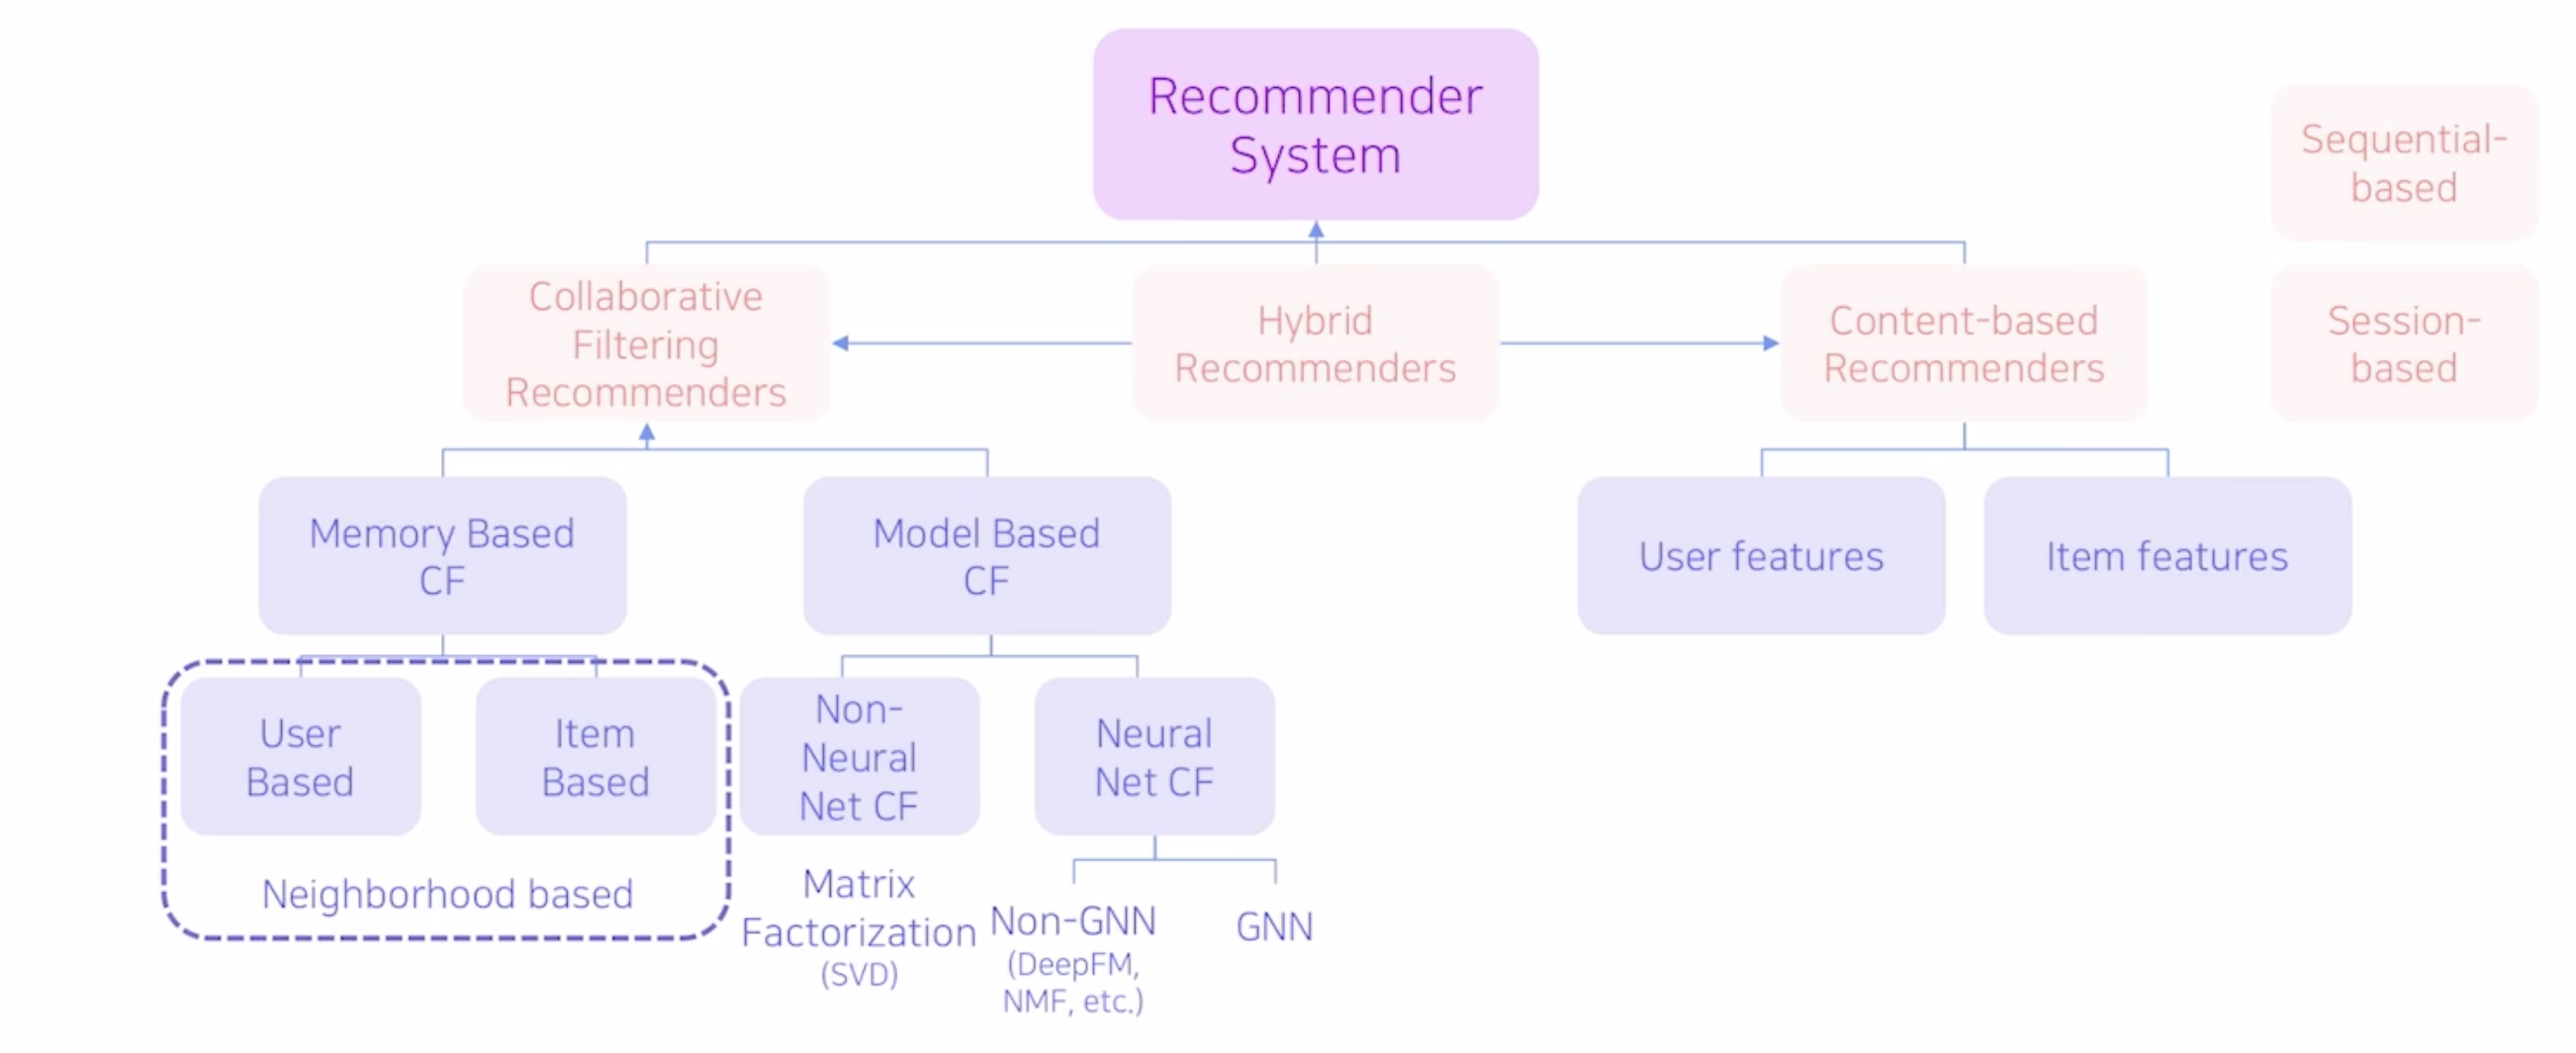 Recommender
System
Sequential-
based
Collaborative
Filtering
Recommenders
Hybrid
Recommenders
Content-based
Recommenders
Session-
based
Memory Based
CF
Model Based
CF
User features
Item features
User
Based
Item
Based
Neighborhood based
Non-
Neural
Net CF
Matrix
Factorization
(SVD)
Neural
Net CF
Non-GNN
(DeepFM,
NMF, etc.)
GNN